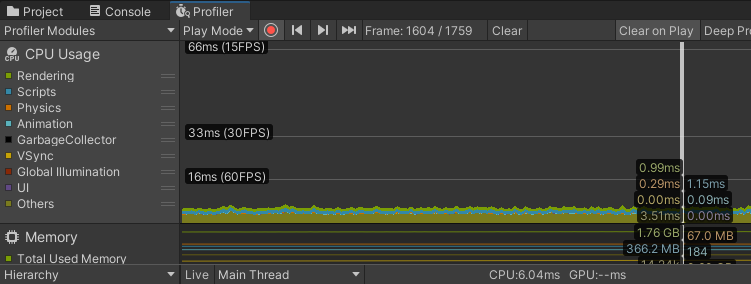 Project Console Profiler
Profiler Modules Play Mode Frame: 1604 / 1759 Clear Clear on Play Deep Pr
CPU Usage
Rendering
Scripts
Physics
Animation
GarbageCollector
VSync
Global Illumination
UI
Others
66ms (15FPS)
33ms (30FPS)
16ms (60FPS)
0.99ms
0.29ms 1.15ms
0.00ms 0.09ms
3.51ms 0.00ms
Memory
Total Used Memory
1.76 GB 67.0 MB
366.2 MB 184
Hierarchy Live Main Thread CPU:6.04ms GPU:--ms